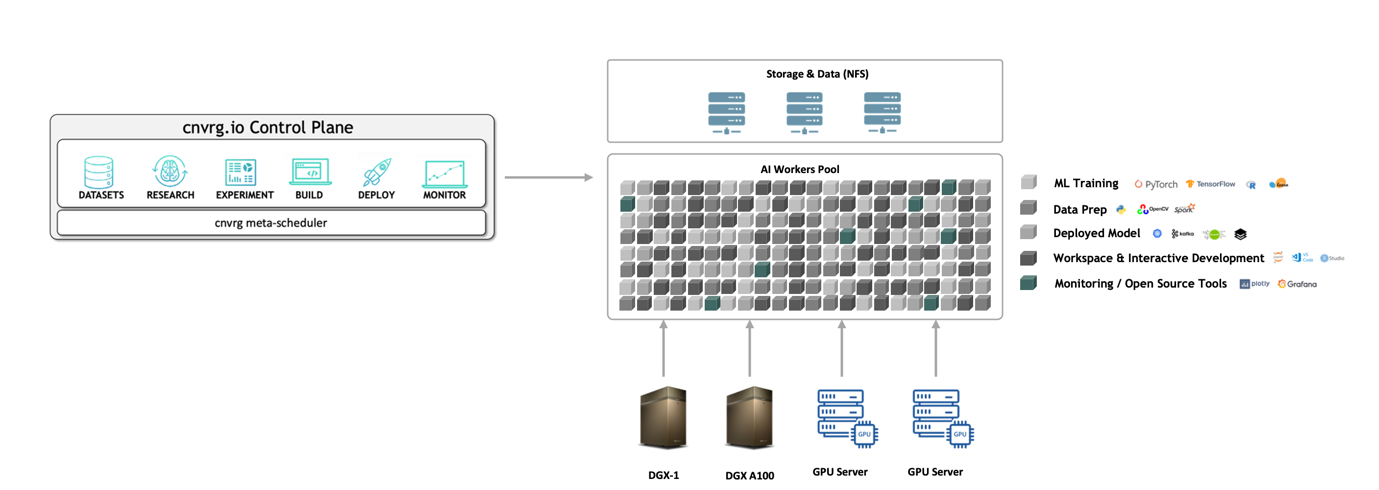 Storage & Data (NFS)
cnvrg.io Control Plane
DATASETS RESEARCH EXPERIMENT BUILD DEPLOY MONITOR
cnvrg meta-scheduler
AI Workers Pool
ML Training PyTorch TensorFlow R
Data Prep OpenCV Spark
Deployed Model kafka
Workspace & Interactive Development VS Code Studio
Monitoring / Open Source Tools plotly Grafana
GPU GPU
DGX-1 DGX A100 GPU Server GPU Server